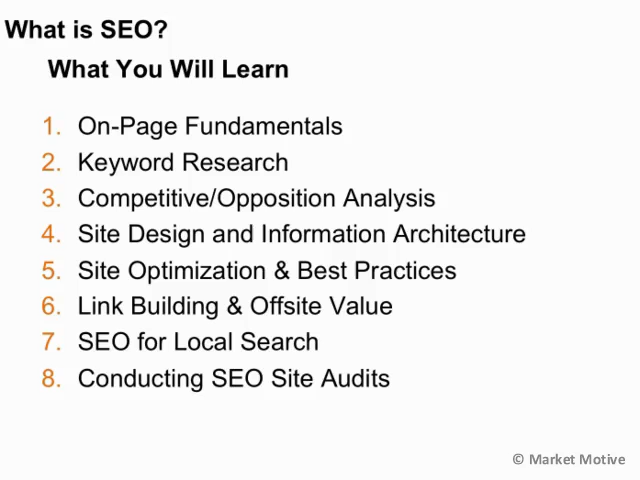 What is SEO?
What You Will Learn
1. On-Page Fundamentals
2. Keyword Research
3. Competitive/Opposition Analysis
4. Site Design and Information Architecture
5. Site Optimization & Best Practices
6. Link Building & Offsite Value
7. SEO for Local Search
8. Conducting SEO Site Audits
© Market Motive